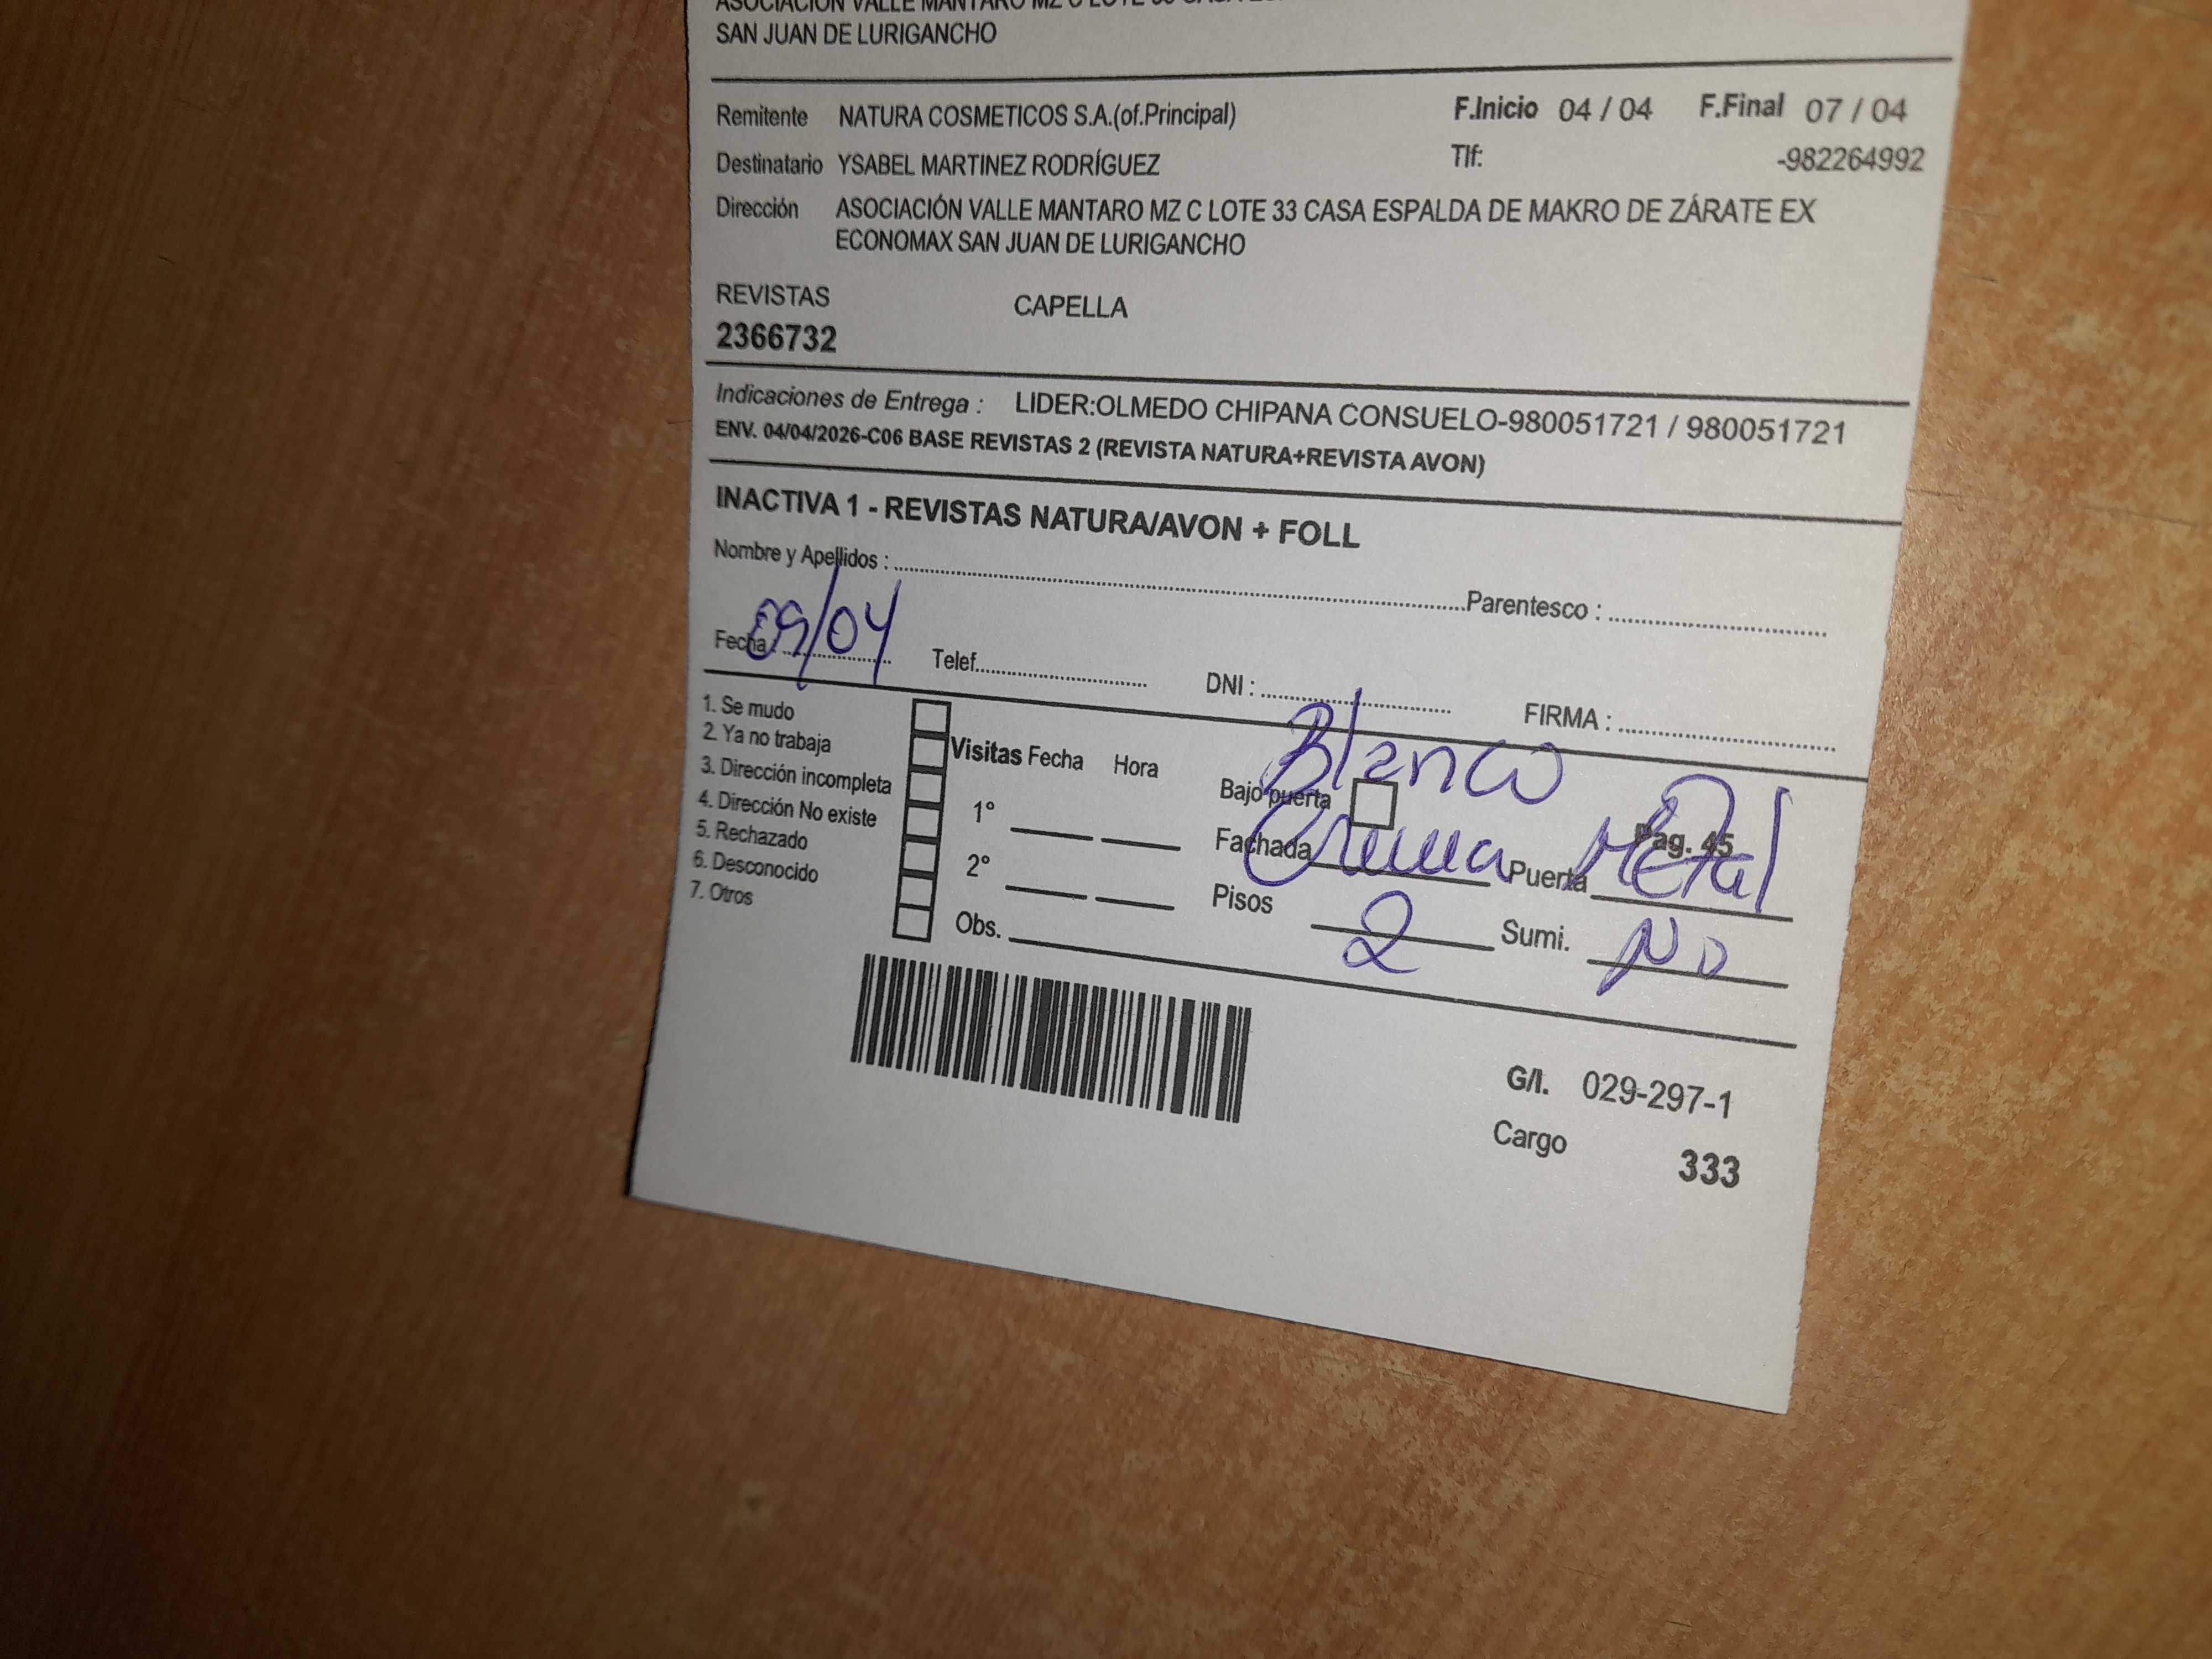 SAN JUAN DE LURIGANCHO
Remitente NATURA COSMETICOS S.A.(of.Principal) F.Inicio 04 / 04 F.Final 07 / 04
Destinatario YSABEL MARTINEZ RODRÍGUEZ Tlf: -982264992
Dirección ASOCIACIÓN VALLE MANTARO MZ C LOTE 33 CASA ESPALDA DE MAKRO DE ZÁRATE EX
ECONOMAX SAN JUAN DE LURIGANCHO
REVISTAS CAPELLA
2366732
Indicaciones de Entrega : LIDER:OLMEDO CHIPANA CONSUELO-980051721 / 980051721
ENV. 04/04/2026-C06 BASE REVISTAS 2 (REVISTA NATURA+REVISTA AVON)
INACTIVA 1 - REVISTAS NATURA/AVON + FOLL
Nombre y Apellidos : Parentesco :
Fecha : 09/04 Telef. DNI : FIRMA :
1. Se mudo
2. Ya no trabaja
3. Dirección incompleta
4. Dirección No existe
5. Rechazado
6. Desconocido
7. Otros
Visitas Fecha Hora
1°
2°
Obs.
Blanco
Bajo puerta
Pag. 45
Fachada Crema Puerta Metal
Pisos 2 Sumi. NO
G/I. 029-297-1
Cargo 333